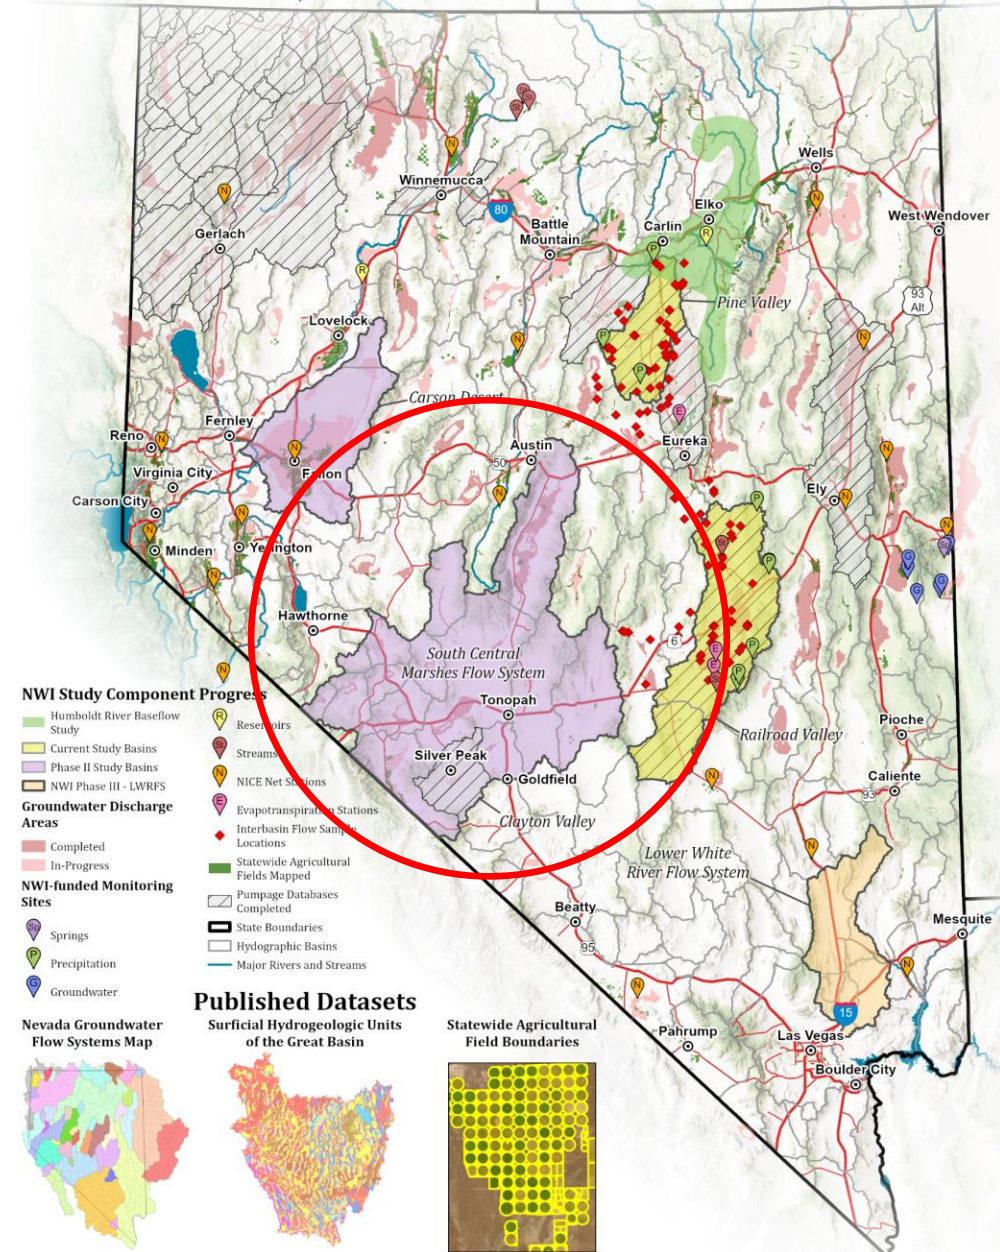 Wells
Winnemucca
80
Elko
Gerlach
Battle
Mountain
Carlin
West Wendover
93
Alt
Pine Valley
Lovelock
Carson Desert
Fernley
Reno
Virginia City
Fallon
Austin
50
Eureka
Carson City
Ely
Minden
Yerington
Hawthorne
6
South Central
Marshes Flow System
Tonopah
Pioche
Railroad Valley
Silver Peak
Goldfield
Caliente
93
Clayton Valley
Lower White
River Flow System
Beatty
95
Mesquite
15
Pahrump
Las Vegas
Boulder City
NWI Study Component Progress
Humboldt River Baseflow
Study
Current Study Basins
Phase II Study Basins
NWI Phase III - LWRFS
Groundwater Discharge
Areas
Completed
In-Progress
NWI-funded Monitoring
Sites
Sp
Springs
P
Precipitation
G
Groundwater
R
Reservoirs
St
Streams
N
NICE Net Stations
E
Evapotranspiration Stations
Interbasin Flow Sample
Locations
Statewide Agricultural
Fields Mapped
Pumpage Databases
Completed
State Boundaries
Hydographic Basins
Major Rivers and Streams
Published Datasets
Nevada Groundwater
Flow Systems Map
Surficial Hydrogeologic Units
of the Great Basin
Statewide Agricultural
Field Boundaries